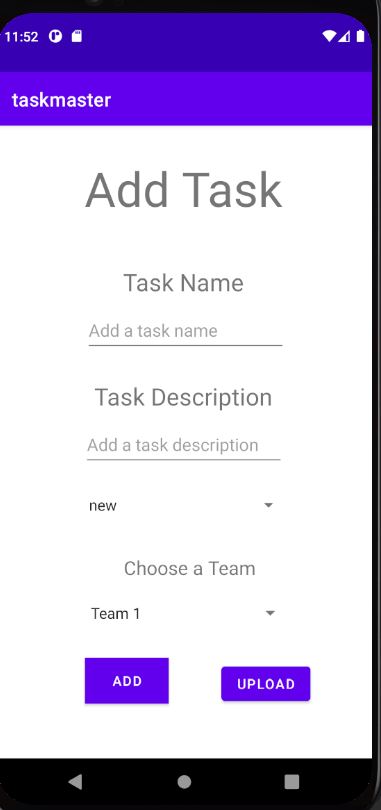 11:52
taskmaster
Add Task
Task Name
Add a task name
Task Description
Add a task description
new
Choose a Team
Team 1
ADD UPLOAD